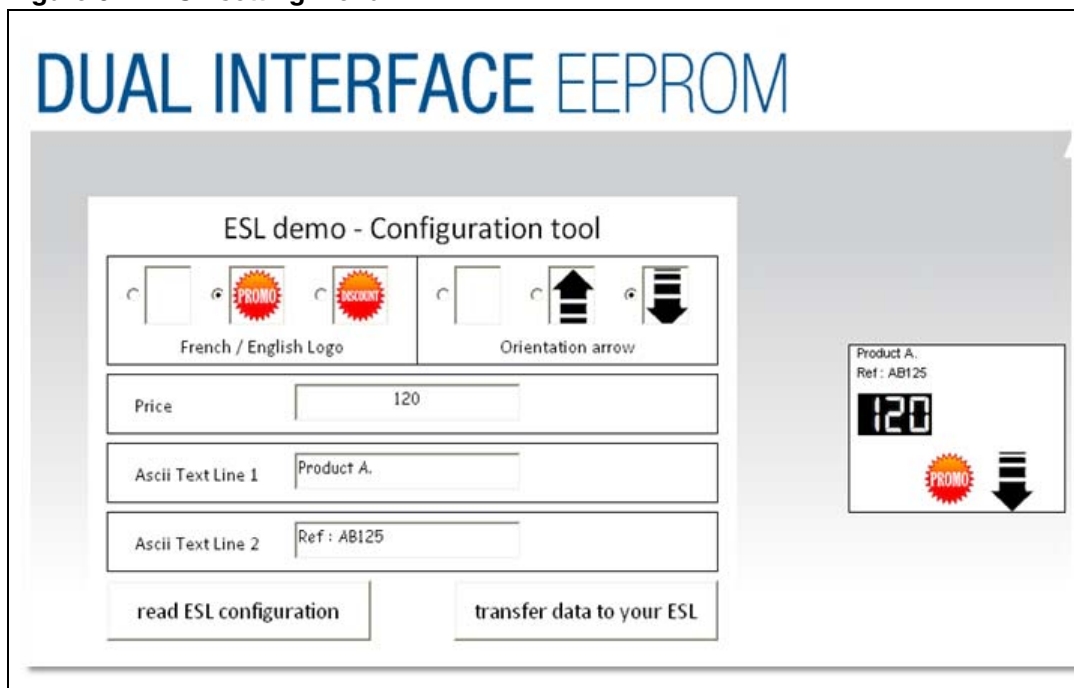 DUAL INTERFACE EEPROM
ESL demo - Configuration tool
PROMO
DISCOUNT
French / English Logo
Orientation arrow
Price
120
Ascii Text Line 1
Product A.
Ascii Text Line 2
Ref : AB125
read ESL configuration
transfer data to your ESL
Product A.
Ref : AB125
120
PROMO